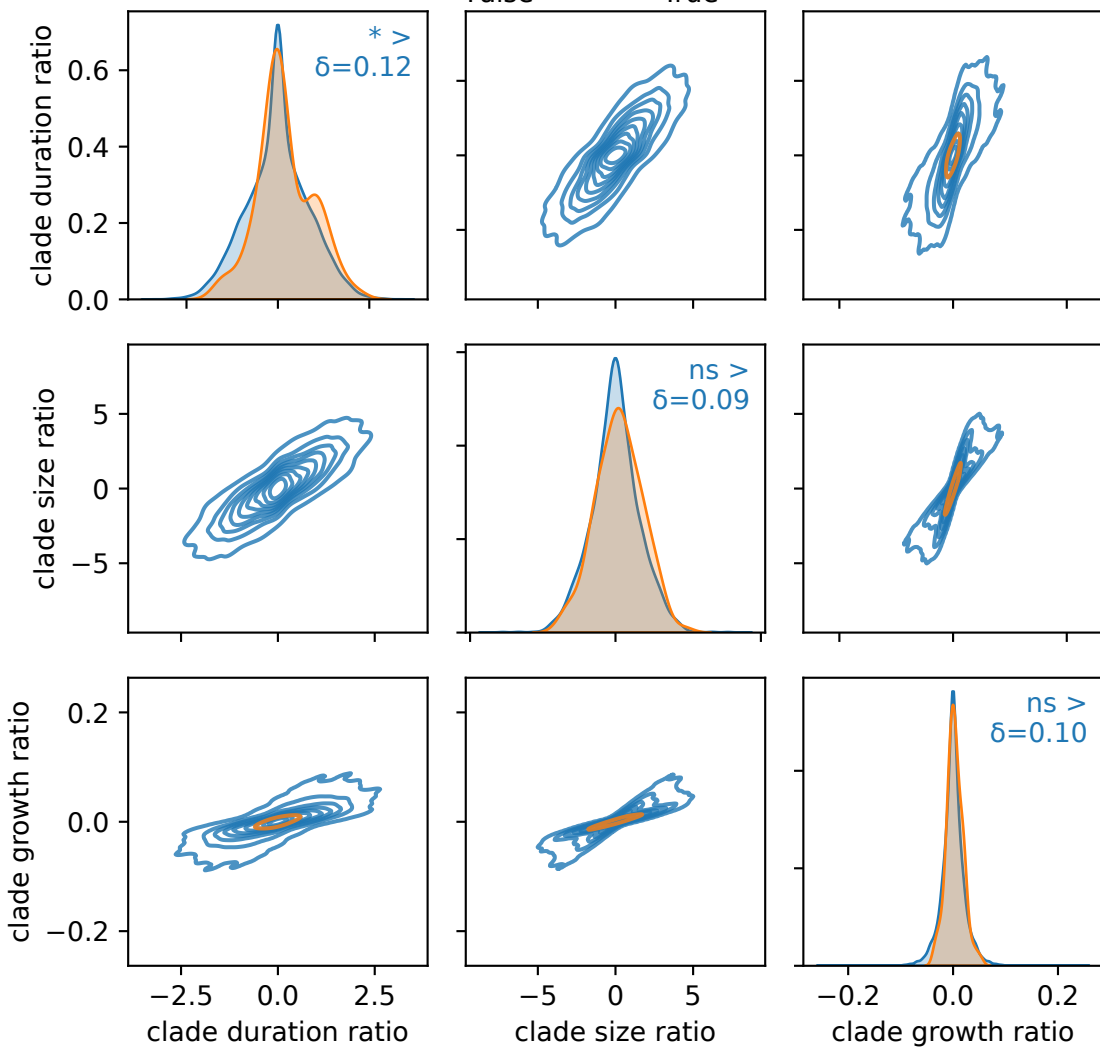 True
clade duration ratio
0.6
0.4
0.2
0.0
* >
δ=0.12
clade size ratio
5
0
−5
ns >
δ=0.09
clade growth ratio
0.2
0.0
−0.2
ns >
δ=0.10
−2.5 0.0 2.5
−5 0 5
−0.2 0.0 0.2
clade duration ratio
clade size ratio
clade growth ratio